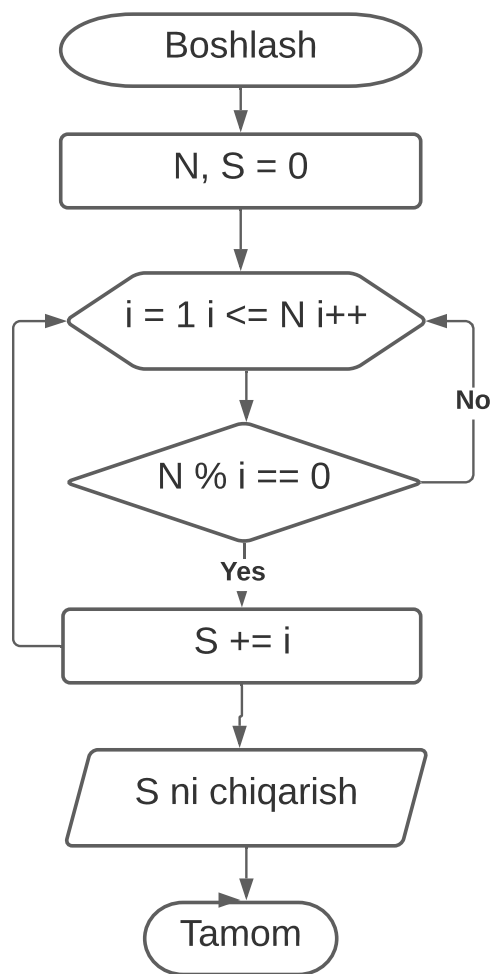 Boshlash
N, S = 0
i = 1 i <= N i++
No
N % i == 0
Yes
S += i
S ni chiqarish
Tamom